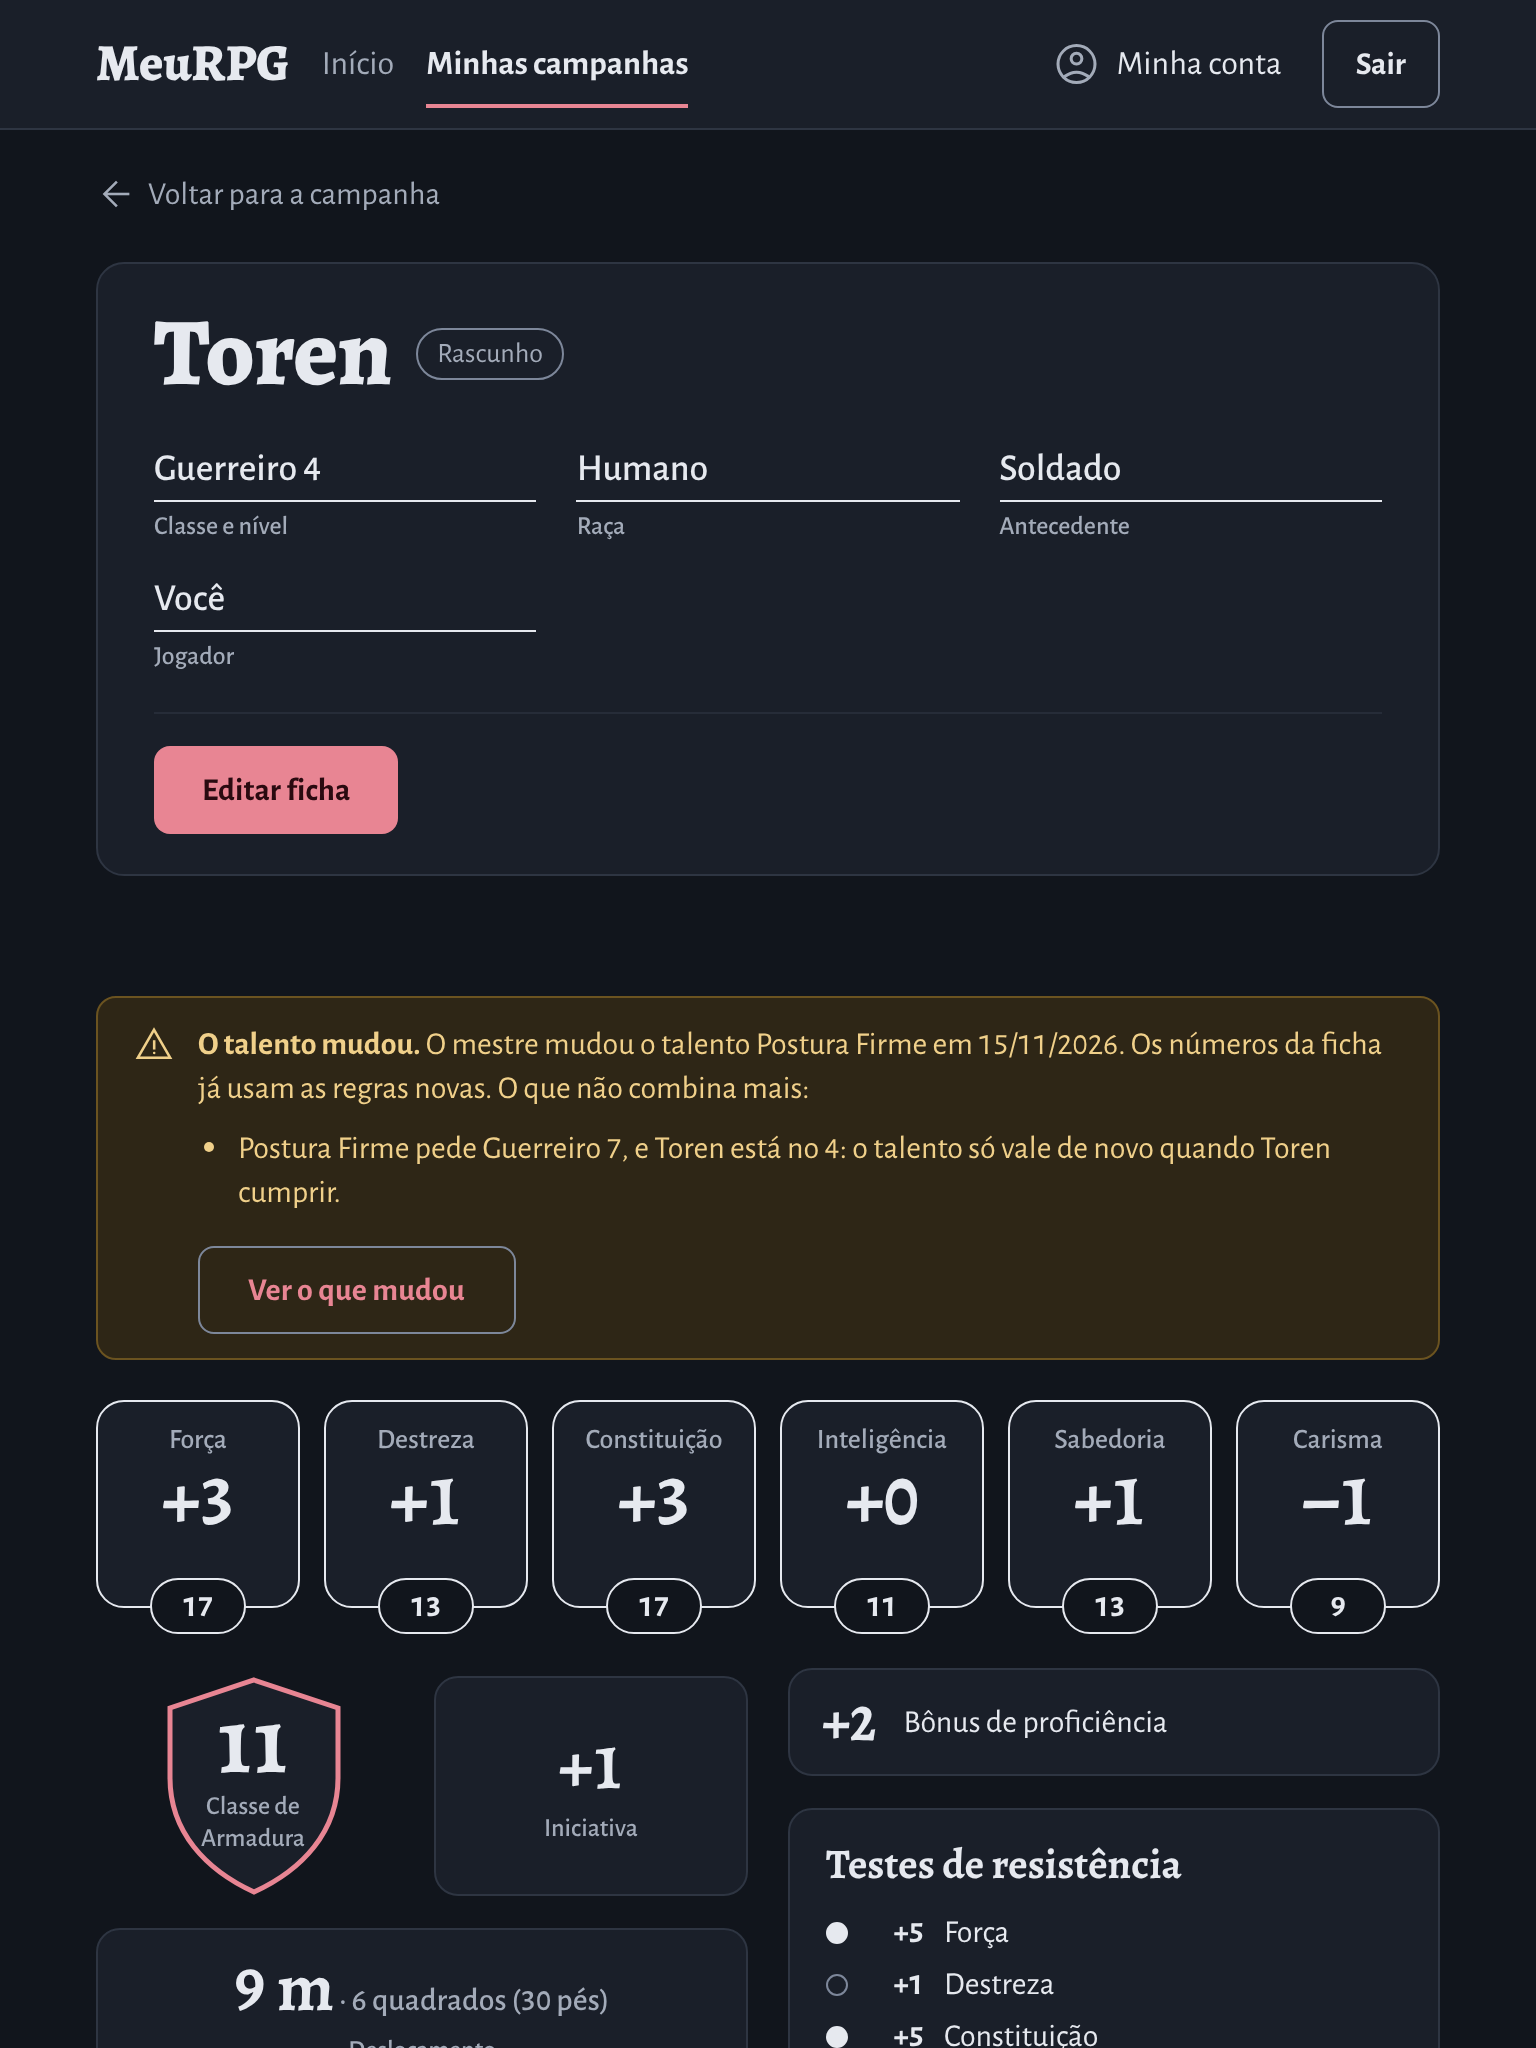 MeuRPG Início Minhas campanhas Minha conta Sair
Voltar para a campanha
Toren Rascunho
Guerreiro 4 Humano Soldado
Classe e nível Raça Antecedente
Você
Jogador
Editar ficha
O talento mudou. O mestre mudou o talento Postura Firme em 15/11/2026. Os números da ficha
já usam as regras novas. O que não combina mais:
• Postura Firme pede Guerreiro 7, e Toren está no 4: o talento só vale de novo quando Toren
cumprir.
Ver o que mudou
Força Destreza Constituição Inteligência Sabedoria Carisma
+3 +1 +3 +0 +1 −1
17 13 17 11 13 9
11
Classe de
Armadura
+1
Iniciativa
+2 Bônus de proficiência
Testes de resistência
+5 Força
+1 Destreza
+5 Constituição
9 m · 6 quadrados (30 pés)
Deslocamento